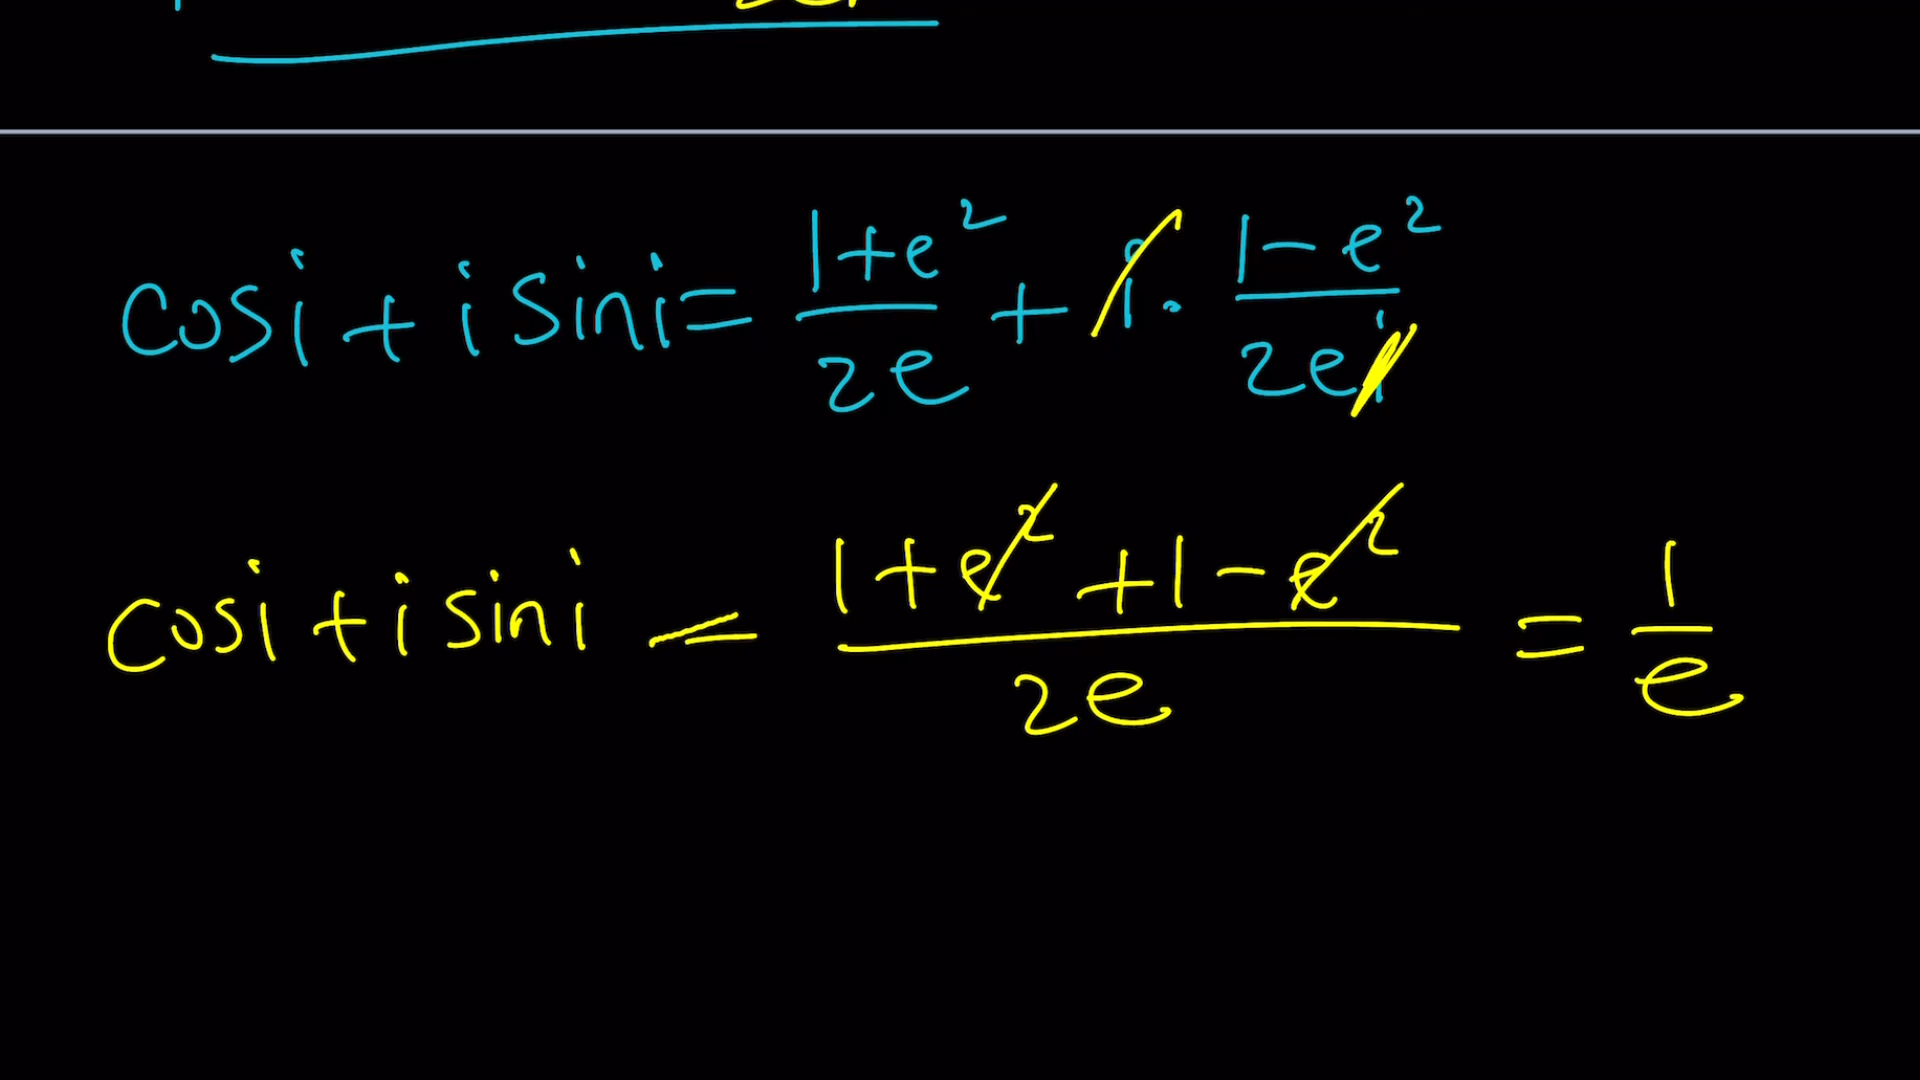 cos i + i sin i = (1+e²)/(2e) + i · (1-e²)/(2ei)
cos i + i sin i = (1+e²+1-e²)/(2e) = 1/e